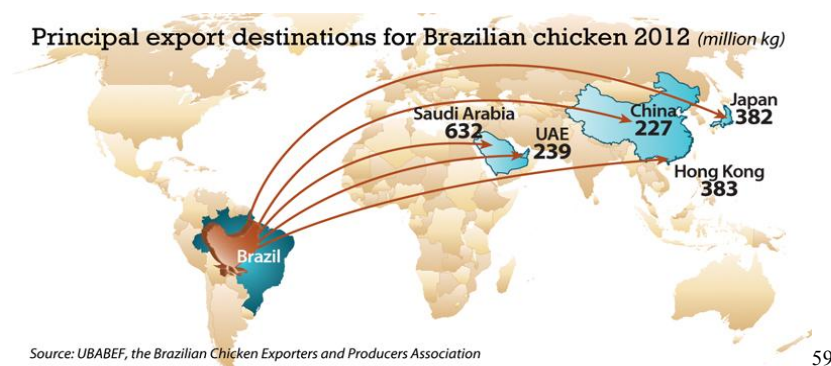 Principal export destinations for Brazilian chicken 2012 (million kg)
Saudi Arabia
632
UAE
239
China
227
Japan
382
Hong Kong
383
Brazil
Source: UBABEF, the Brazilian Chicken Exporters and Producers Association
59